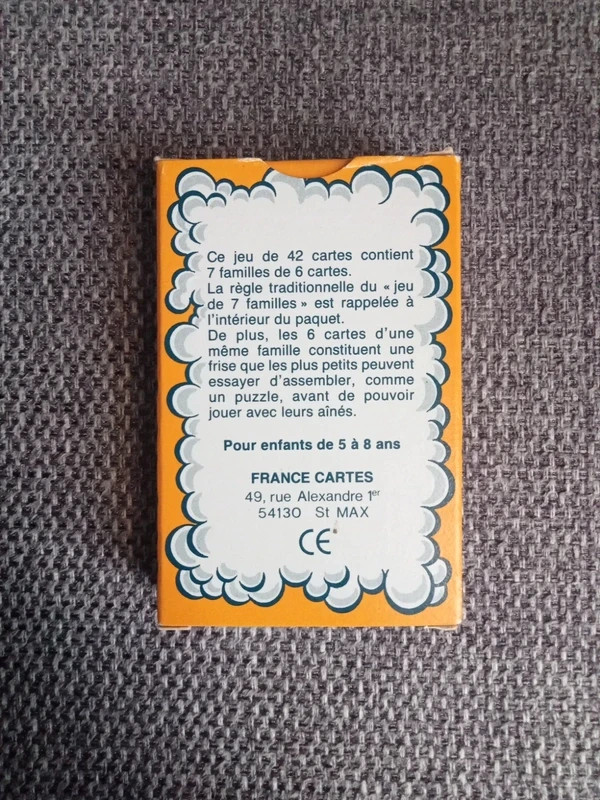 Ce jeu de 42 cartes contient
7 familles de 6 cartes.
La règle traditionnelle du « jeu
de 7 familles » est rappelée à
l'intérieur du paquet.
De plus, les 6 cartes d'une
même famille constituent une
frise que les plus petits peuvent
essayer d'assembler, comme
un puzzle, avant de pouvoir
jouer avec leurs aînés.
Pour enfants de 5 à 8 ans
FRANCE CARTES
49, rue Alexandre 1er
54130 St MAX
CE